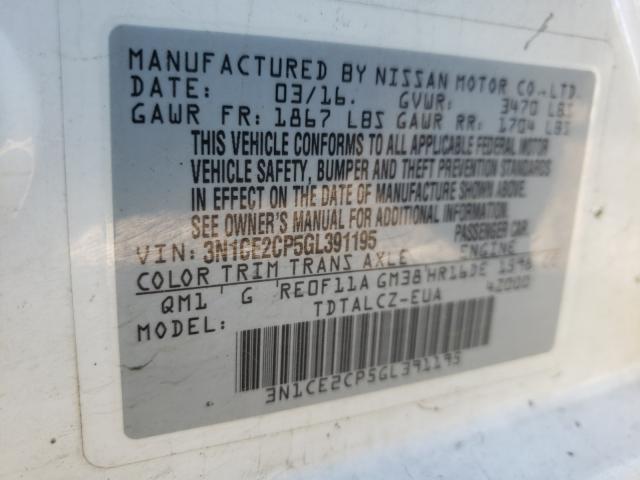 MANUFACTURED BY NISSAN MOTOR CO., LTD.
DATE: 03/16. GVWR: 3470 LBS
GAWR FR: 1867 LBS GAWR RR: 1704 LBS
THIS VEHICLE CONFORMS TO ALL APPLICABLE FEDERAL MOTOR
VEHICLE SAFETY, BUMPER AND THEFT PREVENTION STANDARDS
IN EFFECT ON THE DATE OF MANUFACTURE SHOWN ABOVE.
SEE OWNER'S MANUAL FOR ADDITIONAL INFORMATION.
VIN: 3N1CE2CP5GL391195 PASSENGER CAR
COLOR TRIM TRANS AXLE ENGINE
QM1 G RE0F11A GM38 HR16DE 1598 CC
MODEL: TDTALCZ-EUA 42000
3N1CE2CP5GL391195